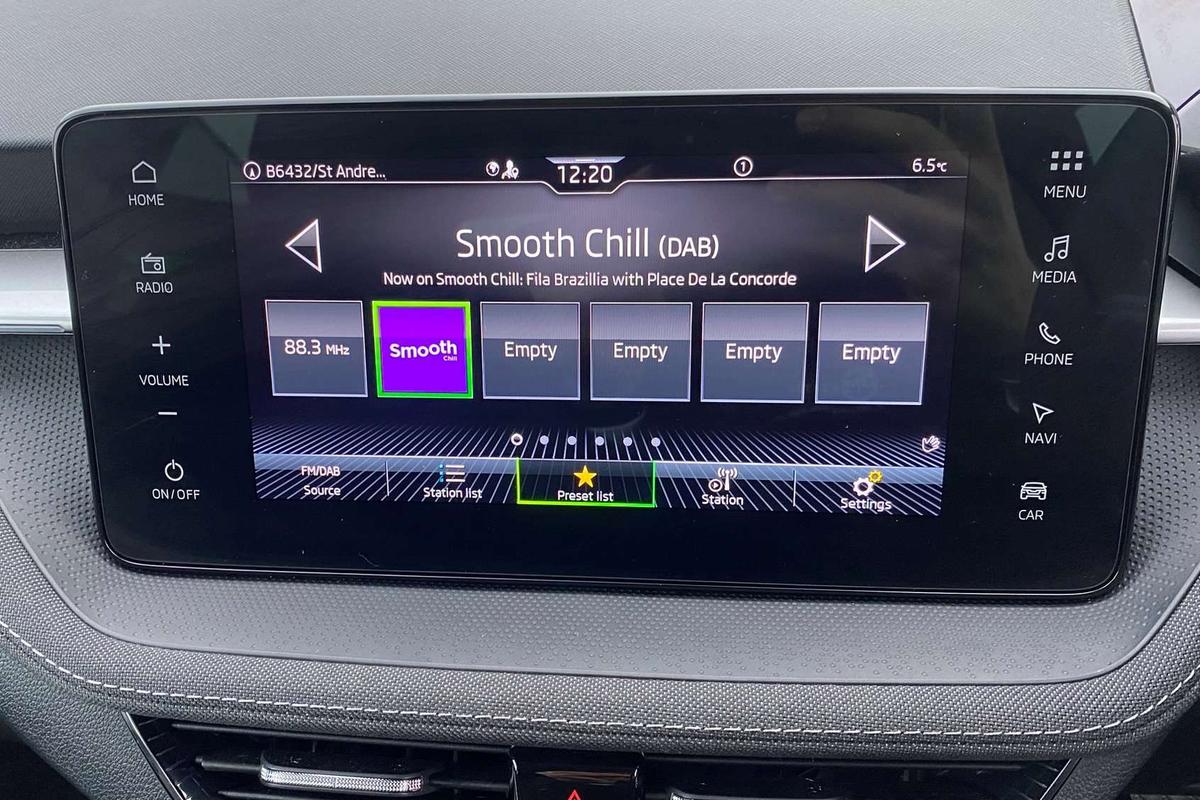 B6432/St Andre...
12:20
1
6.5°C
HOME
RADIO
VOLUME
ON/OFF
Smooth Chill (DAB)
Now on Smooth Chill: Fila Brazillia with Place De La Concorde
88.3 MHz
Smooth
Chill
Empty
Empty
Empty
Empty
FM/DAB
Source
Station list
Preset list
Station
Settings
MENU
MEDIA
PHONE
NAVI
CAR